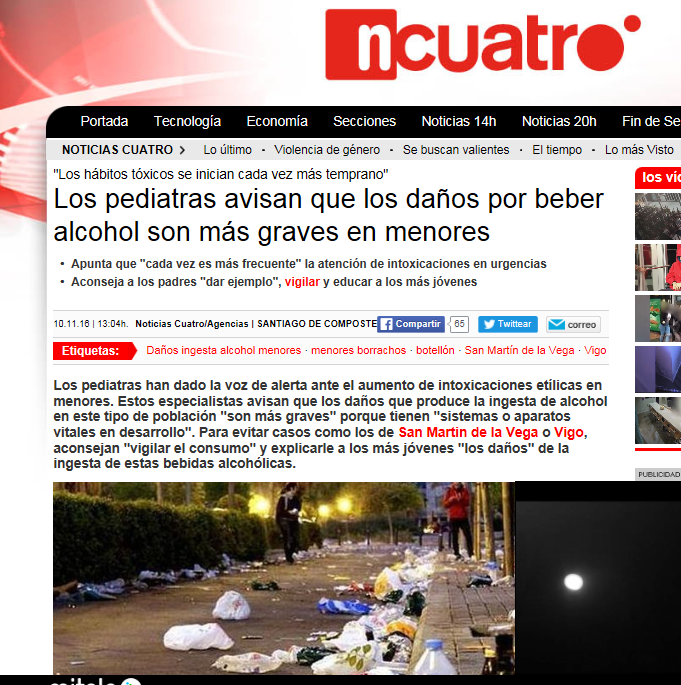 ncuatro
Portada Tecnología Economía Secciones Noticias 14h Noticias 20h Fin de Se
NOTICIAS CUATRO > Lo último · Violencia de género · Se buscan valientes · El tiempo · Lo más Visto
"Los hábitos tóxicos se inician cada vez más temprano"
los víd
Los pediatras avisan que los daños por beber
alcohol son más graves en menores
• Apunta que "cada vez es más frecuente" la atención de intoxicaciones en urgencias
• Aconseja a los padres "dar ejemplo", vigilar y educar a los más jóvenes
10.11.16 | 13:04h. Noticias Cuatro/Agencias | SANTIAGO DE COMPOSTE Compartir 65 Twittear correo
Etiquetas: Daños ingesta alcohol menores · menores borrachos · botellón · San Martín de la Vega · Vigo
Los pediatras han dado la voz de alerta ante el aumento de intoxicaciones etílicas en
menores. Estos especialistas avisan que los daños que produce la ingesta de alcohol
en este tipo de población "son más graves" porque tienen "sistemas o aparatos
vitales en desarrollo". Para evitar casos como los de San Martin de la Vega o Vigo,
aconsejan "vigilar el consumo" y explicarle a los más jóvenes "los daños" de la
ingesta de estas bebidas alcohólicas.
PUBLICIDAD
mitele